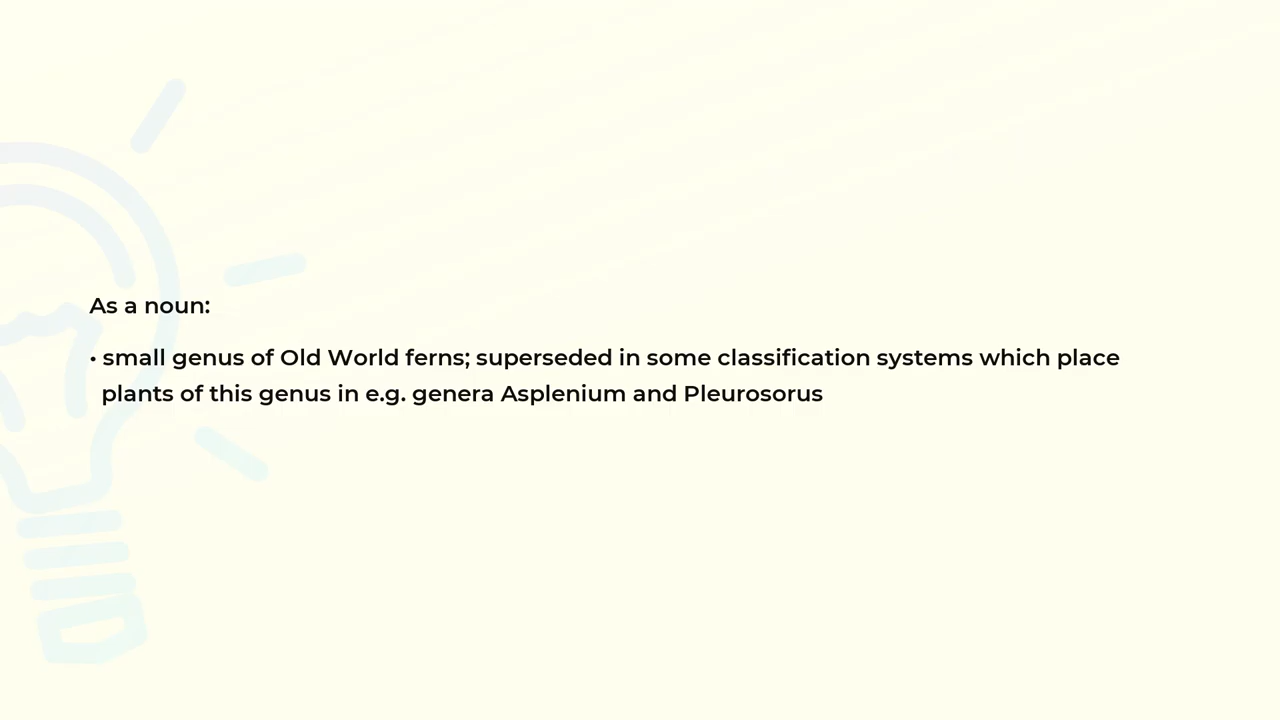 As a noun:
• small genus of Old World ferns; superseded in some classification systems which place
plants of this genus in e.g. genera Asplenium and Pleurosorus